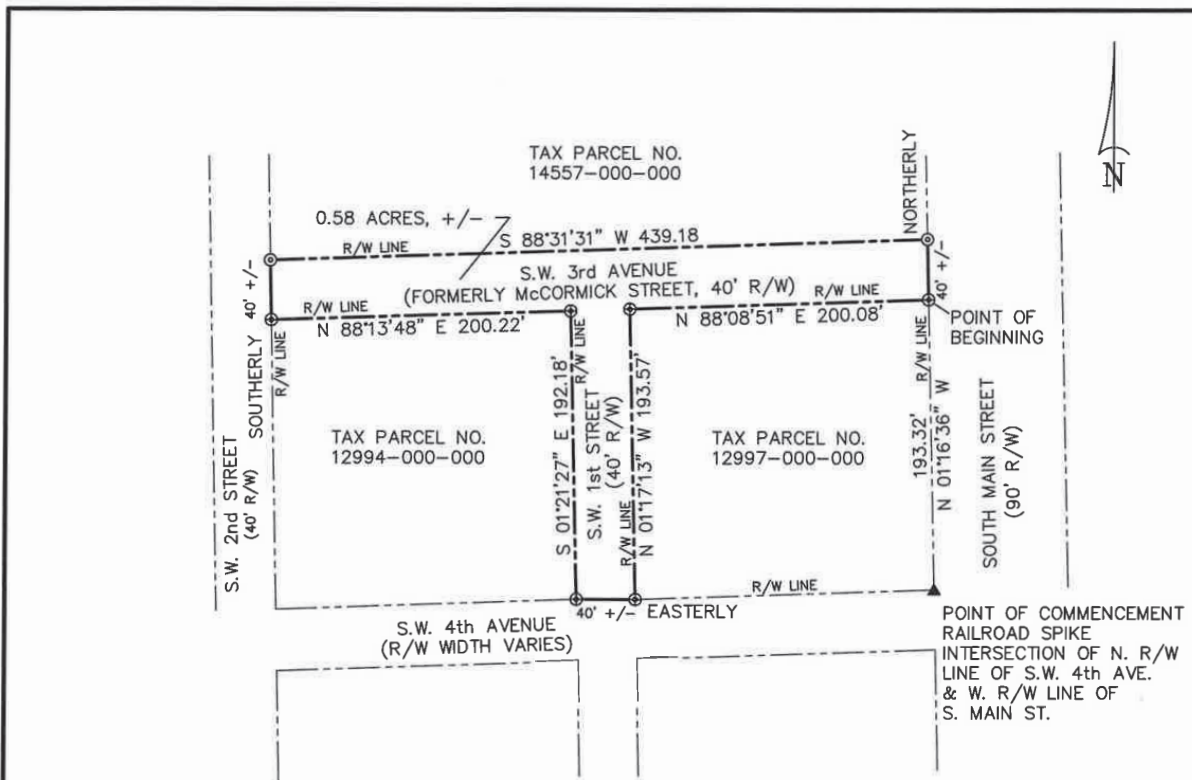 NORTHERLY
N
TAX PARCEL NO.
14557-000-000
0.58 ACRES, +/-
R/W LINE
S 88°31'31" W 439.18
40' +/-
S.W. 3rd AVENUE
(FORMERLY McCORMICK STREET, 40' R/W)
40' +/-
R/W LINE
R/W LINE
N 88°13'48" E 200.22'
N 88°08'51" E 200.08'
POINT OF
BEGINNING
SOUTHERLY
R/W LINE
S 01°21'27" E 192.18'
R/W LINE
S.W. 1st STREET
(40' R/W)
R/W LINE
N 01°17'13" W 193.57'
R/W LINE
193.32'
N 01°16'36" W
SOUTH MAIN STREET
(90' R/W)
TAX PARCEL NO.
12994-000-000
TAX PARCEL NO.
12997-000-000
S.W. 2nd STREET
(40' R/W)
R/W LINE
40' +/- EASTERLY
S.W. 4th AVENUE
(R/W WIDTH VARIES)
POINT OF COMMENCEMENT
RAILROAD SPIKE
INTERSECTION OF N. R/W
LINE OF S.W. 4th AVE.
& W. R/W LINE OF
S. MAIN ST.